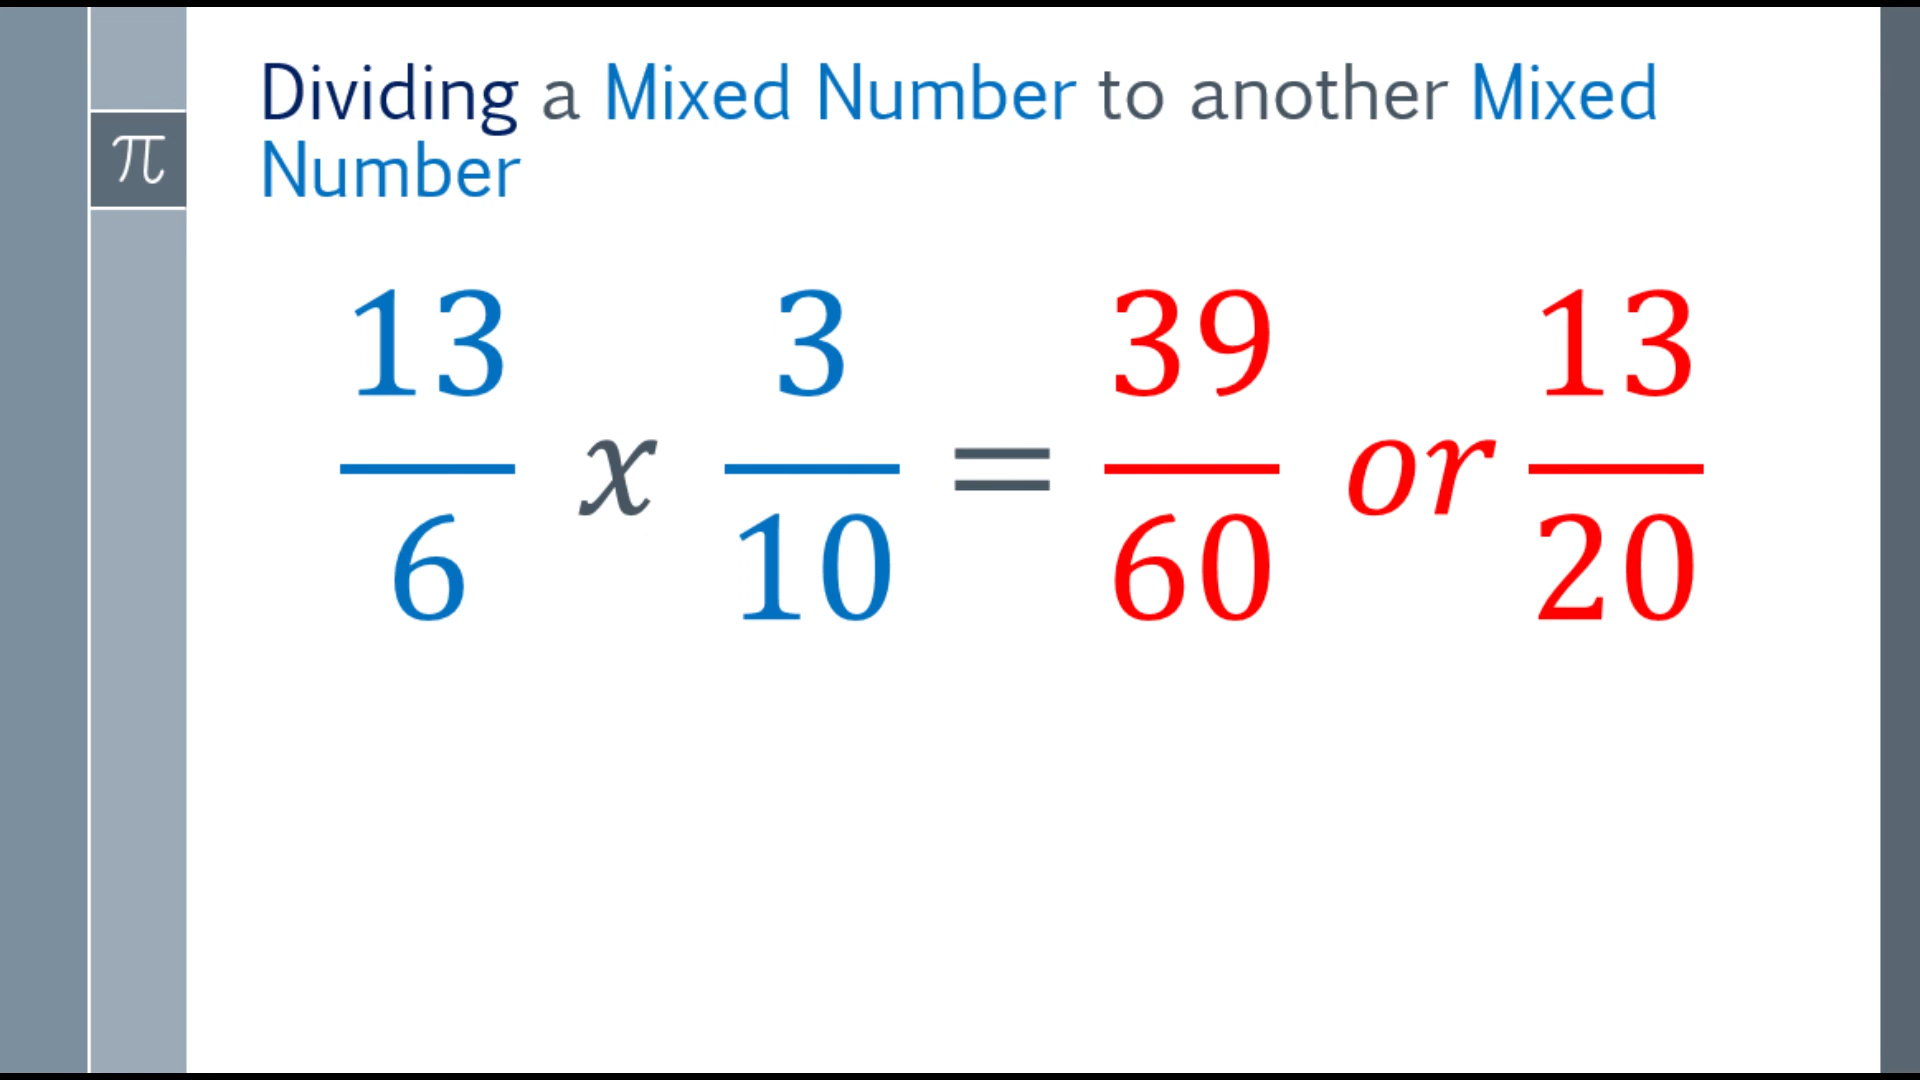 Dividing a Mixed Number to another Mixed
Number
π
13/6 x 3/10 = 39/60 or 13/20